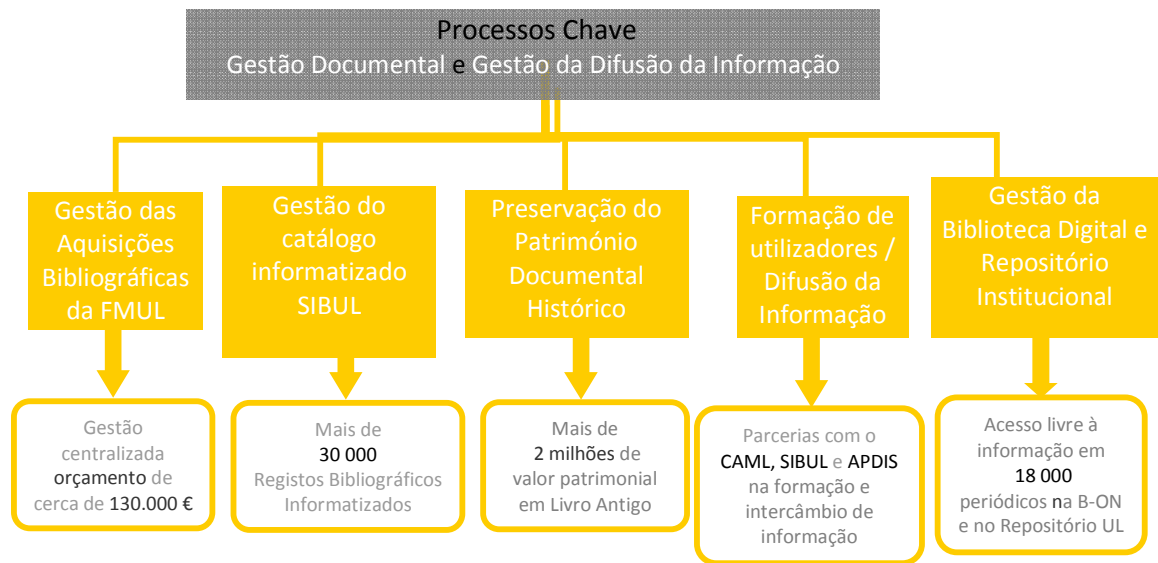 Processos Chave
Gestão Documental e Gestão da Difusão da Informação
Gestão das
Aquisições
Bibliográficas
da FMUL
Gestão do
catálogo
informatizado
SIBUL
Preservação do
Património
Documental
Histórico
Formação de
utilizadores /
Difusão da
Informação
Gestão da
Biblioteca Digital e
Repositório
Institucional
Gestão
centralizada
orçamento de
cerca de 130.000 €
Mais de
30 000
Registos Bibliográficos
Informatizados
Mais de
2 milhões de
valor patrimonial
em Livro Antigo
Parcerias com o
CAML, SIBUL e APDIS
na formação e
intercâmbio de
informação
Acesso livre à
informação em
18 000
periódicos na B-ON
e no Repositório UL